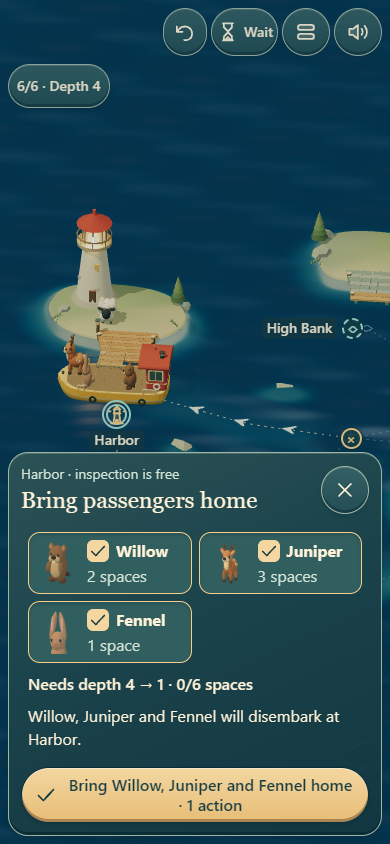 Wait
6/6 · Depth 4
High Bank
Harbor
Harbor · inspection is free
Bring passengers home
Willow
2 spaces
Juniper
3 spaces
Fennel
1 space
Needs depth 4 → 1 · 0/6 spaces
Willow, Juniper and Fennel will disembark at
Harbor.
Bring Willow, Juniper and Fennel home
· 1 action